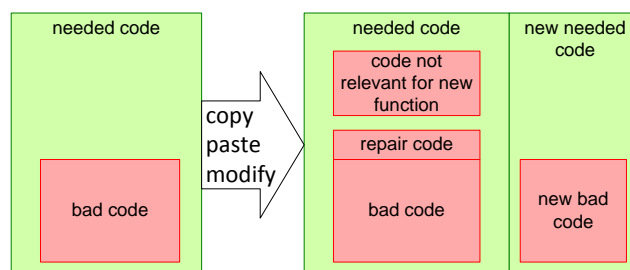 needed code
bad code
copy
paste
modify
needed code
code not
relevant for new
function
repair code
bad code
new needed
code
new bad
code